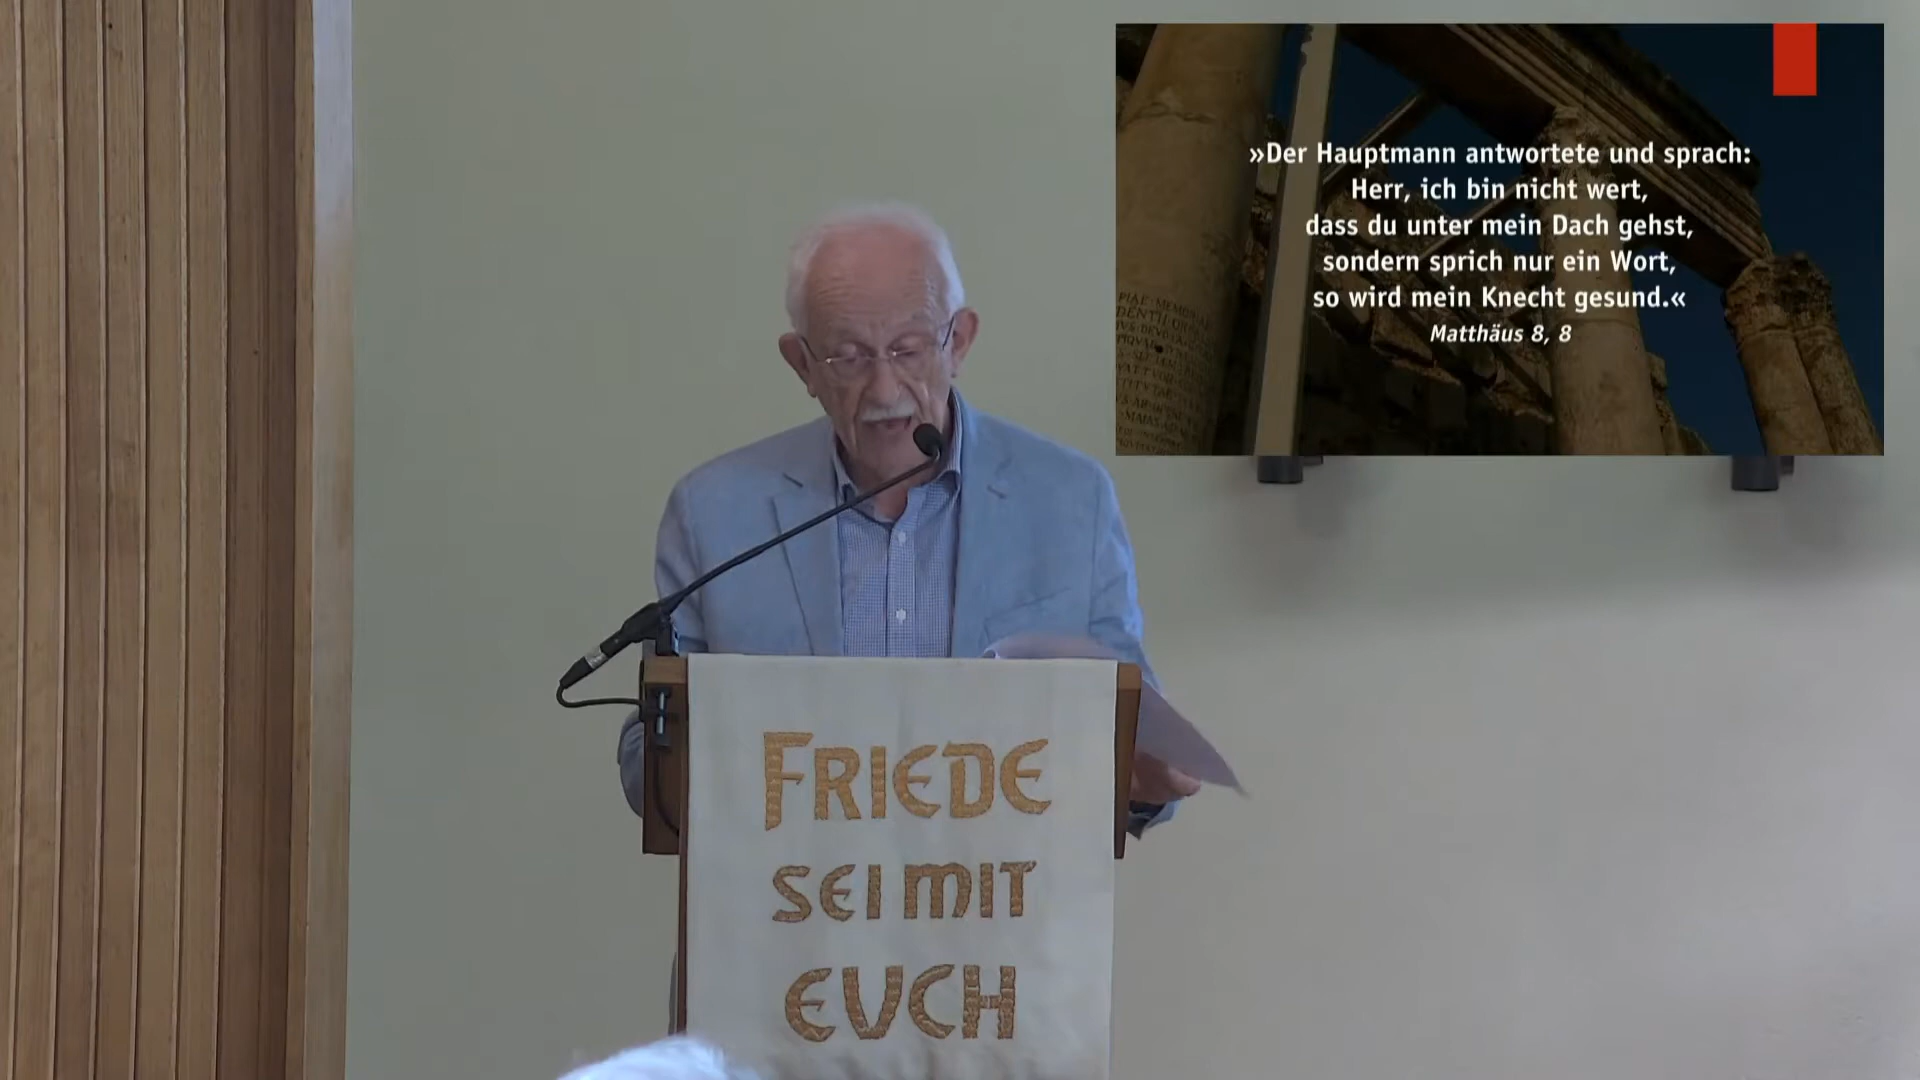 »Der Hauptmann antwortete und sprach:
Herr, ich bin nicht wert,
dass du unter mein Dach gehst,
sondern sprich nur ein Wort,
so wird mein Knecht gesund.«
Matthäus 8, 8
FRIEDE
SEI MIT
EUCH